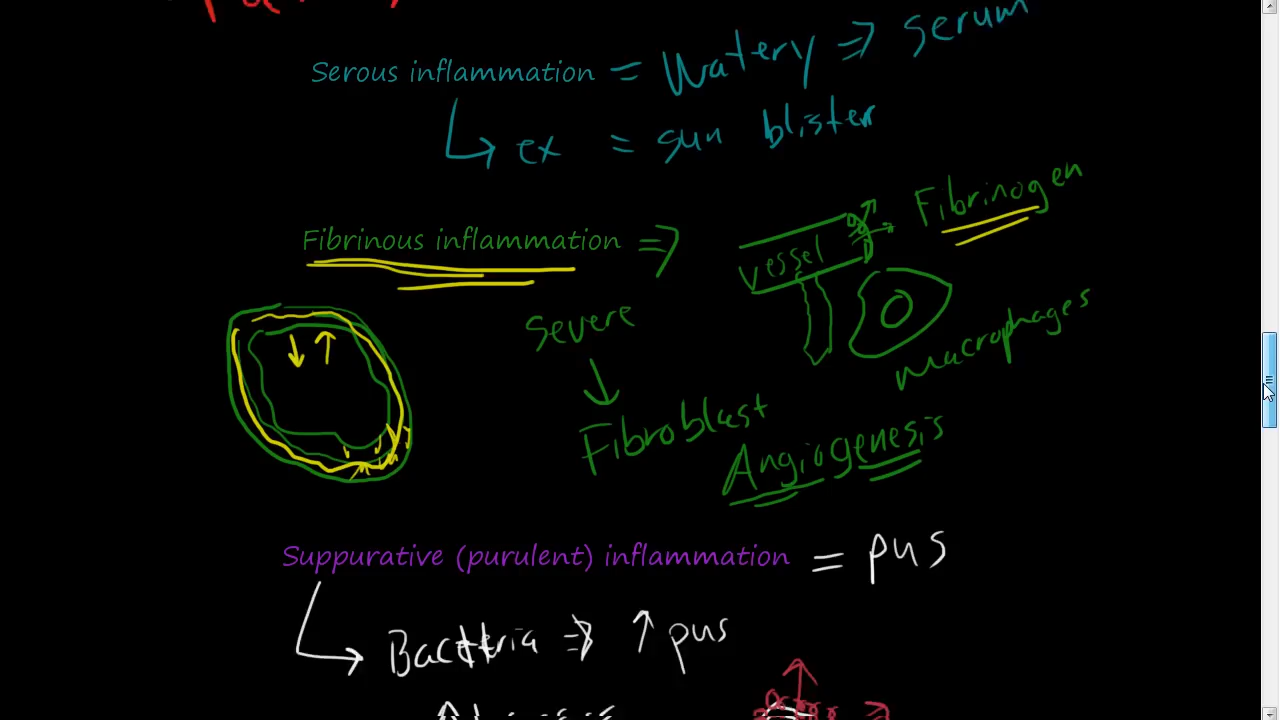 Serous inflammation = Watery ⇒ serum
↳ ex = sun blister
Fibrinous inflammation ⇒
Fibrinogen
vessel
Severe
macrophages
↓
Fibroblast
Angiogenesis
Suppurative (purulent) inflammation = pus
↳ Bacteria ⇒ ↑ pus